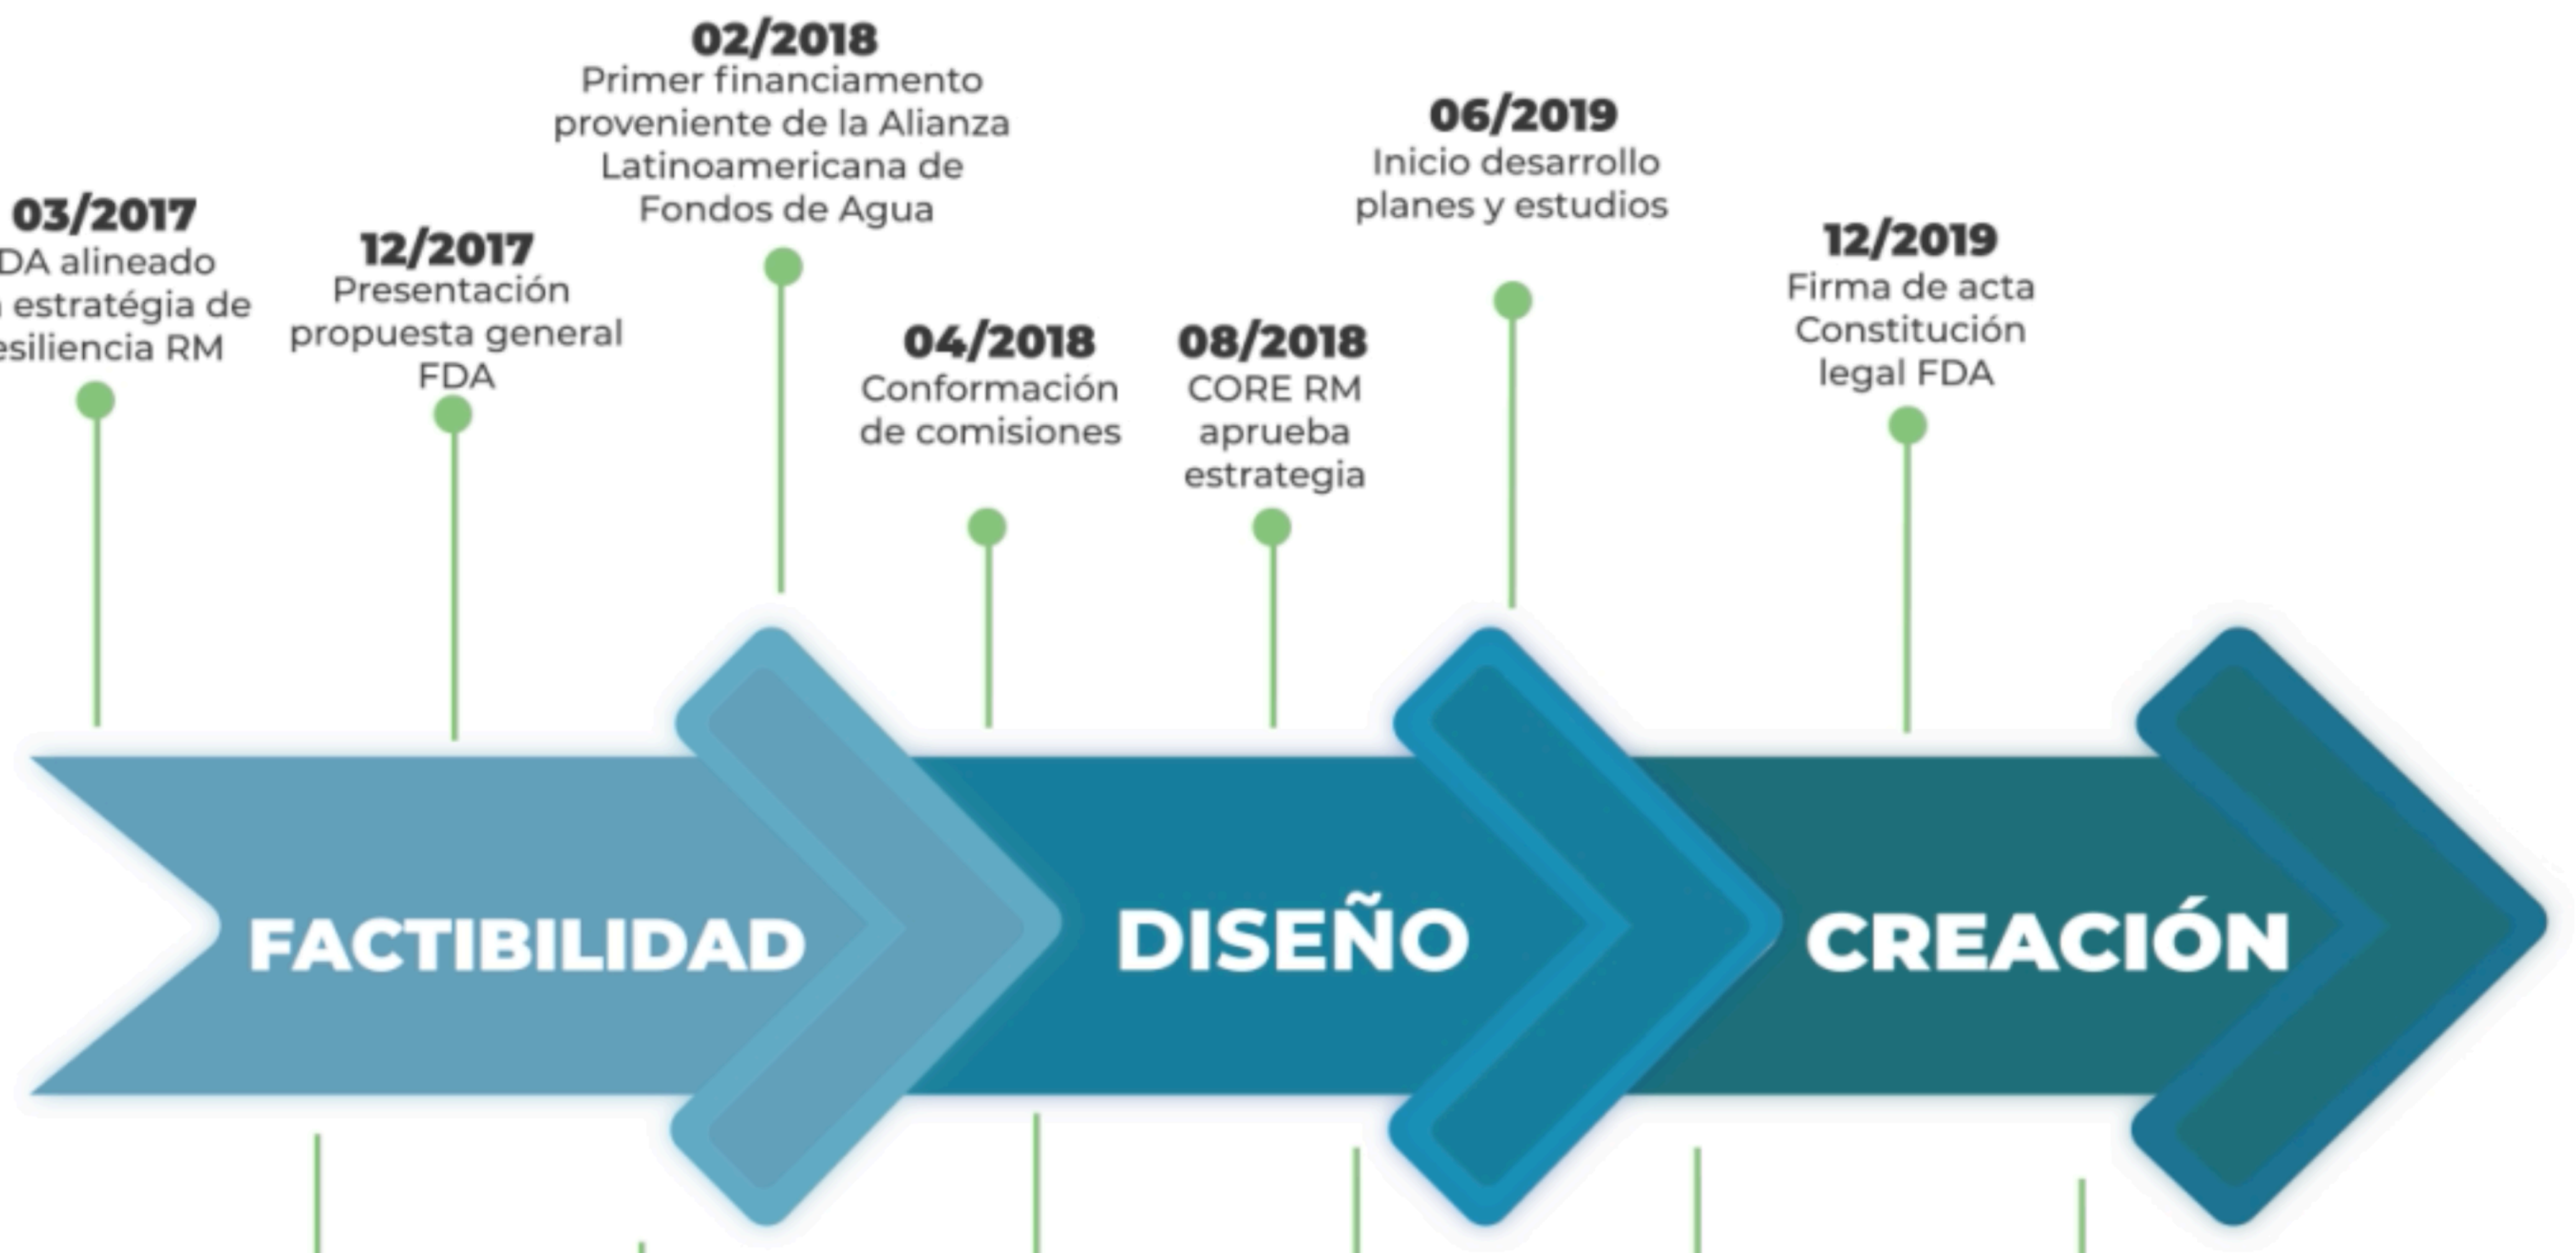 03/2017
DA alineado
estratégia de
esiliencia RM
12/2017
Presentación
propuesta general
FDA
02/2018
Primer financiamento
proveniente de la Alianza
Latinoamericana de
Fondos de Agua
04/2018
Conformación
de comisiones
08/2018
CORE RM
aprueba
estrategia
06/2019
Inicio desarrollo
planes y estudios
12/2019
Firma de acta
Constitución
legal FDA
FACTIBILIDAD
DISEÑO
CREACIÓN